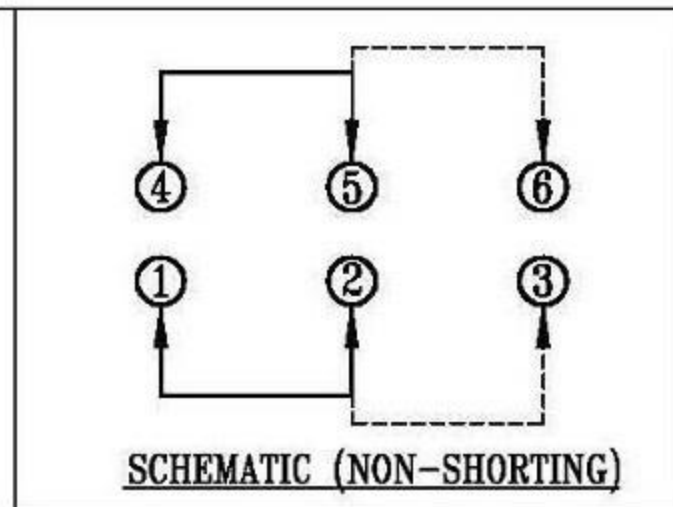 ④ ⑤ ⑥
① ② ③
SCHEMATIC (NON-SHORTING)